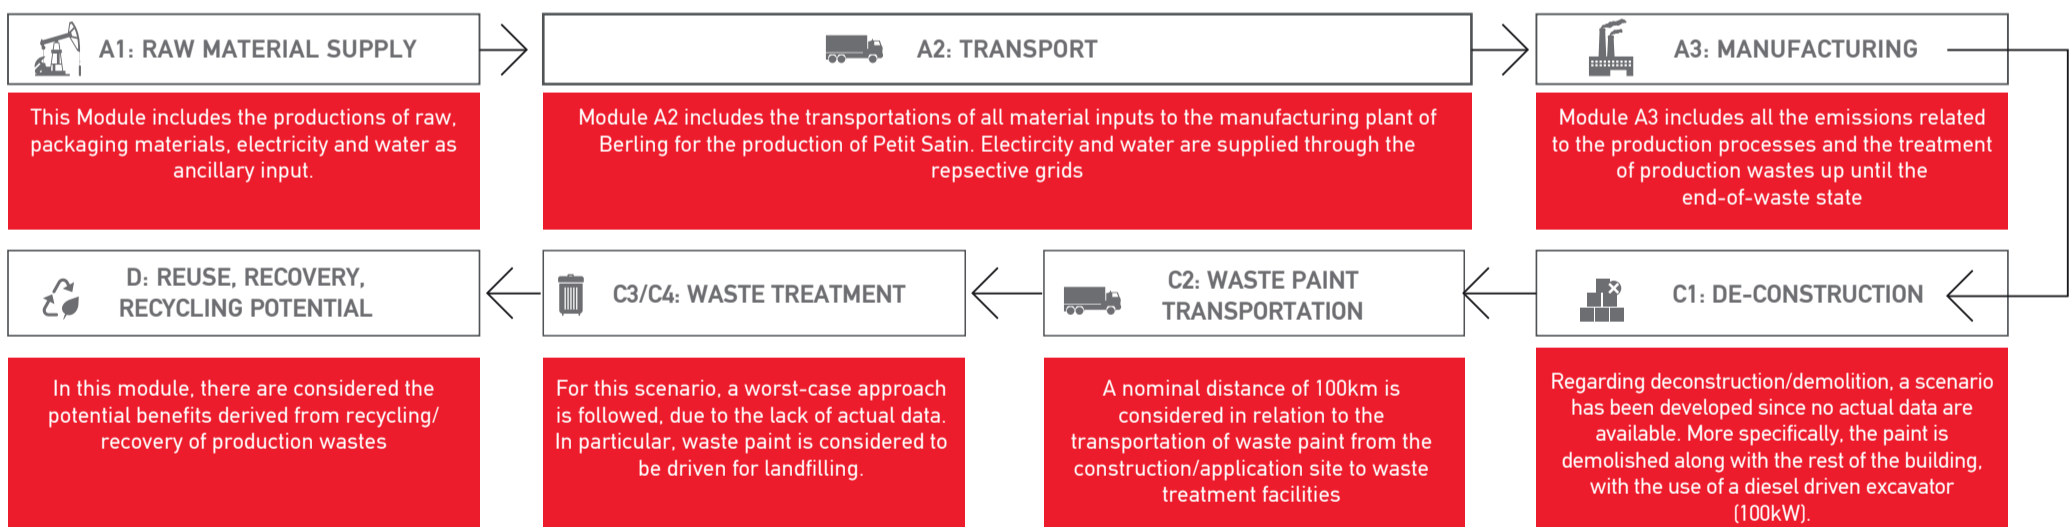 A1: RAW MATERIAL SUPPLY
This Module includes the productions of raw,
packaging materials, electricity and water as
ancillary input.
A2: TRANSPORT
Module A2 includes the transportations of all material inputs to the manufacturing plant of
Berling for the production of Petit Satin. Electircity and water are supplied through the
repsective grids
A3: MANUFACTURING
Module A3 includes all the emissions related
to the production processes and the treatment
of production wastes up until the
end-of-waste state
C1: DE-CONSTRUCTION
Regarding deconstruction/demolition, a scenario
has been developed since no actual data are
available. More specifically, the paint is
demolished along with the rest of the building,
with the use of a diesel driven excavator
(100kW).
C2: WASTE PAINT
TRANSPORTATION
A nominal distance of 100km is
considered in relation to the
transportation of waste paint from the
construction/application site to waste
treatment facilities
C3/C4: WASTE TREATMENT
For this scenario, a worst-case approach
is followed, due to the lack of actual data.
In particular, waste paint is considered to
be driven for landfilling.
D: REUSE, RECOVERY,
RECYCLING POTENTIAL
In this module, there are considered the
potential benefits derived from recycling/
recovery of production wastes